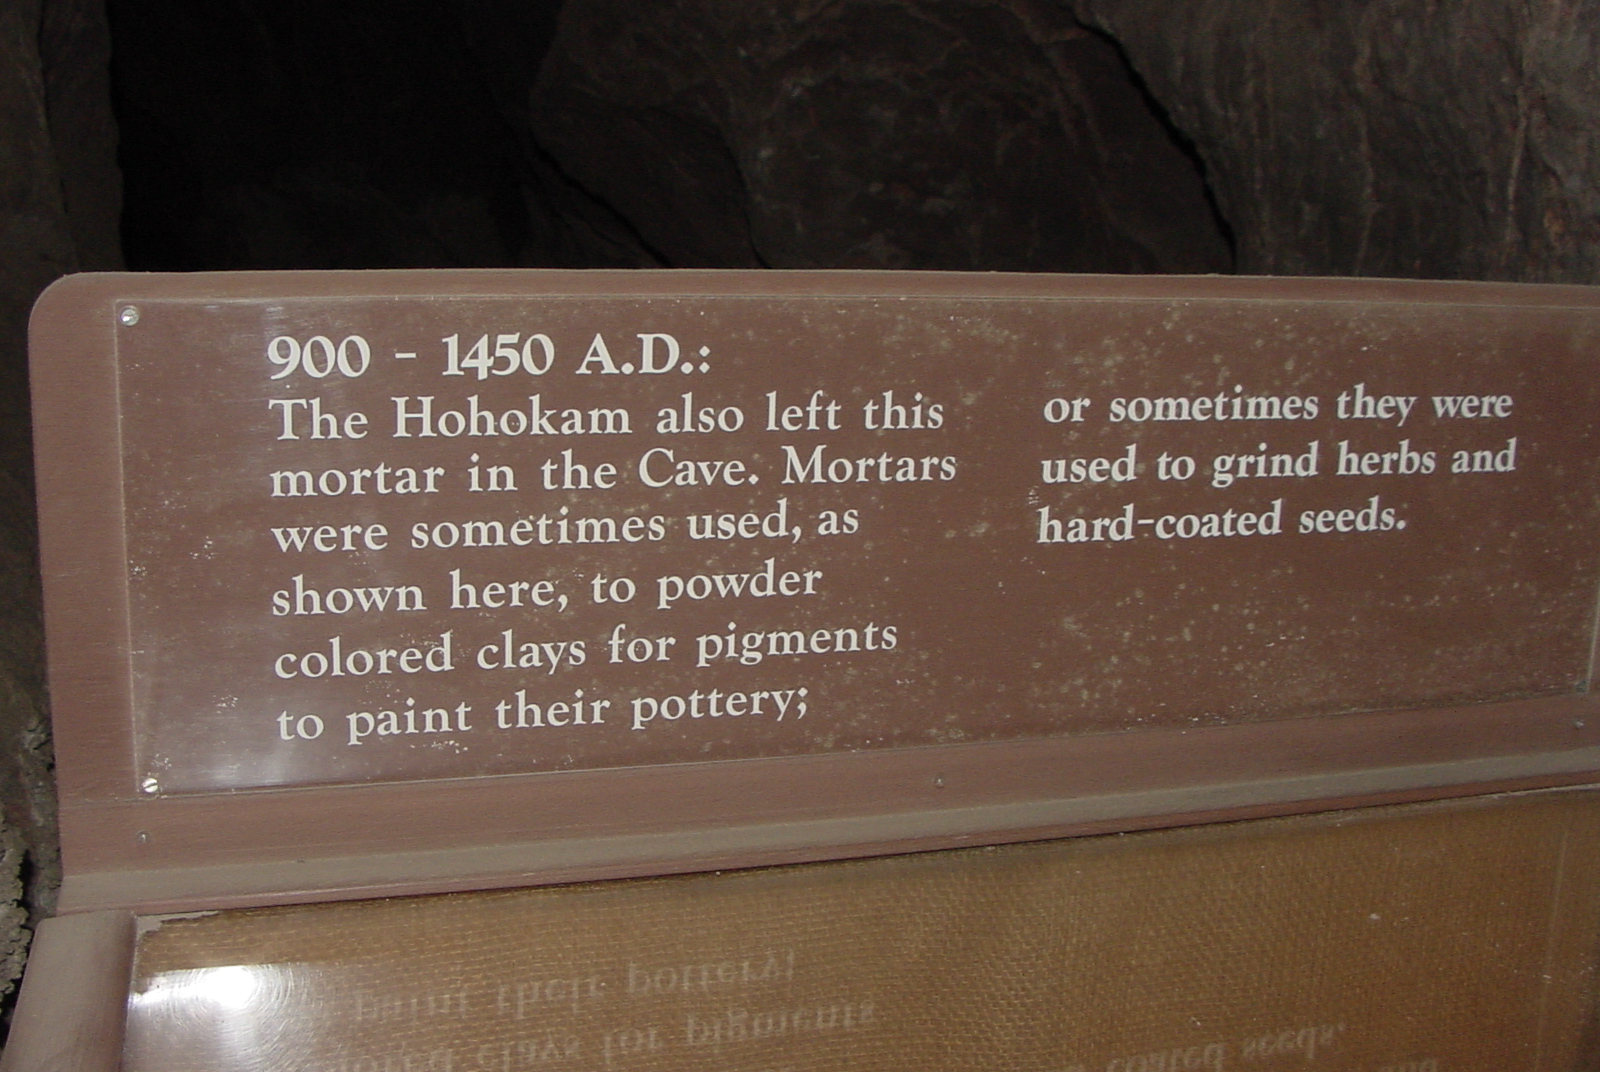 900 - 1450 A.D.:
The Hohokam also left this
mortar in the Cave. Mortars
were sometimes used, as
shown here, to powder
colored clays for pigments
to paint their pottery;
or sometimes they were
used to grind herbs and
hard-coated seeds.